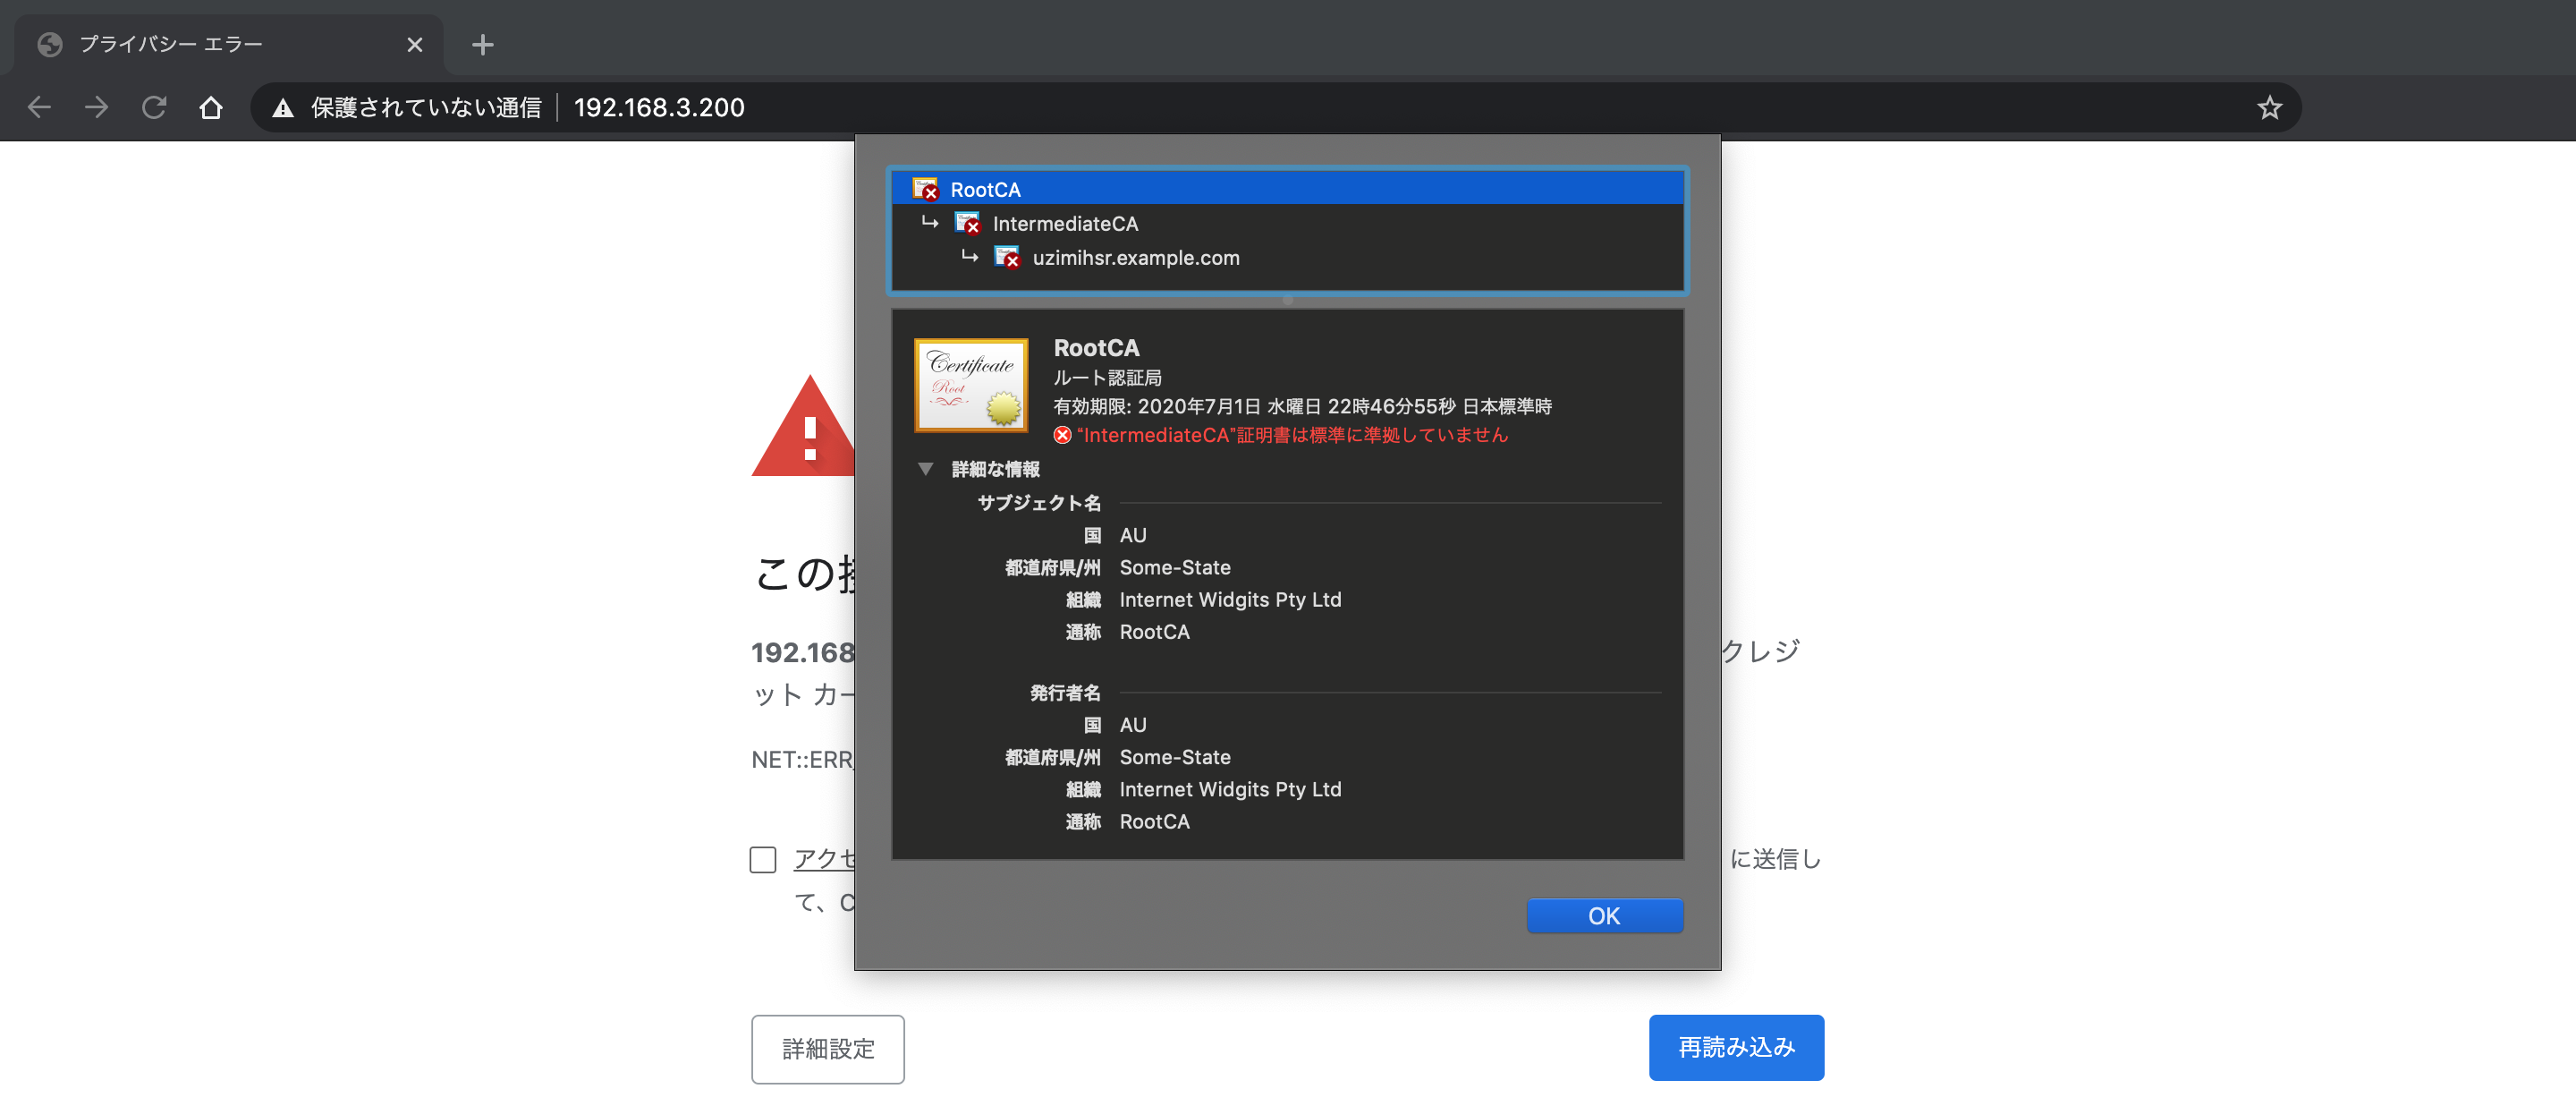 プライバシー エラー
保護されていない通信 192.168.3.200
RootCA
IntermediateCA
uzimihsr.example.com
Certificate
Root
RootCA
ルート認証局
有効期限: 2020年7月1日 水曜日 22時46分55秒 日本標準時
“IntermediateCA”証明書は標準に準拠していません
詳細な情報
サブジェクト名
国 AU
都道府県/州 Some-State
組織 Internet Widgits Pty Ltd
通称 RootCA
発行者名
国 AU
都道府県/州 Some-State
組織 Internet Widgits Pty Ltd
通称 RootCA
OK
この接
192.168 クレジ
ット カー
NET::ERR_
アクセ に送信し
て、C
詳細設定
再読み込み